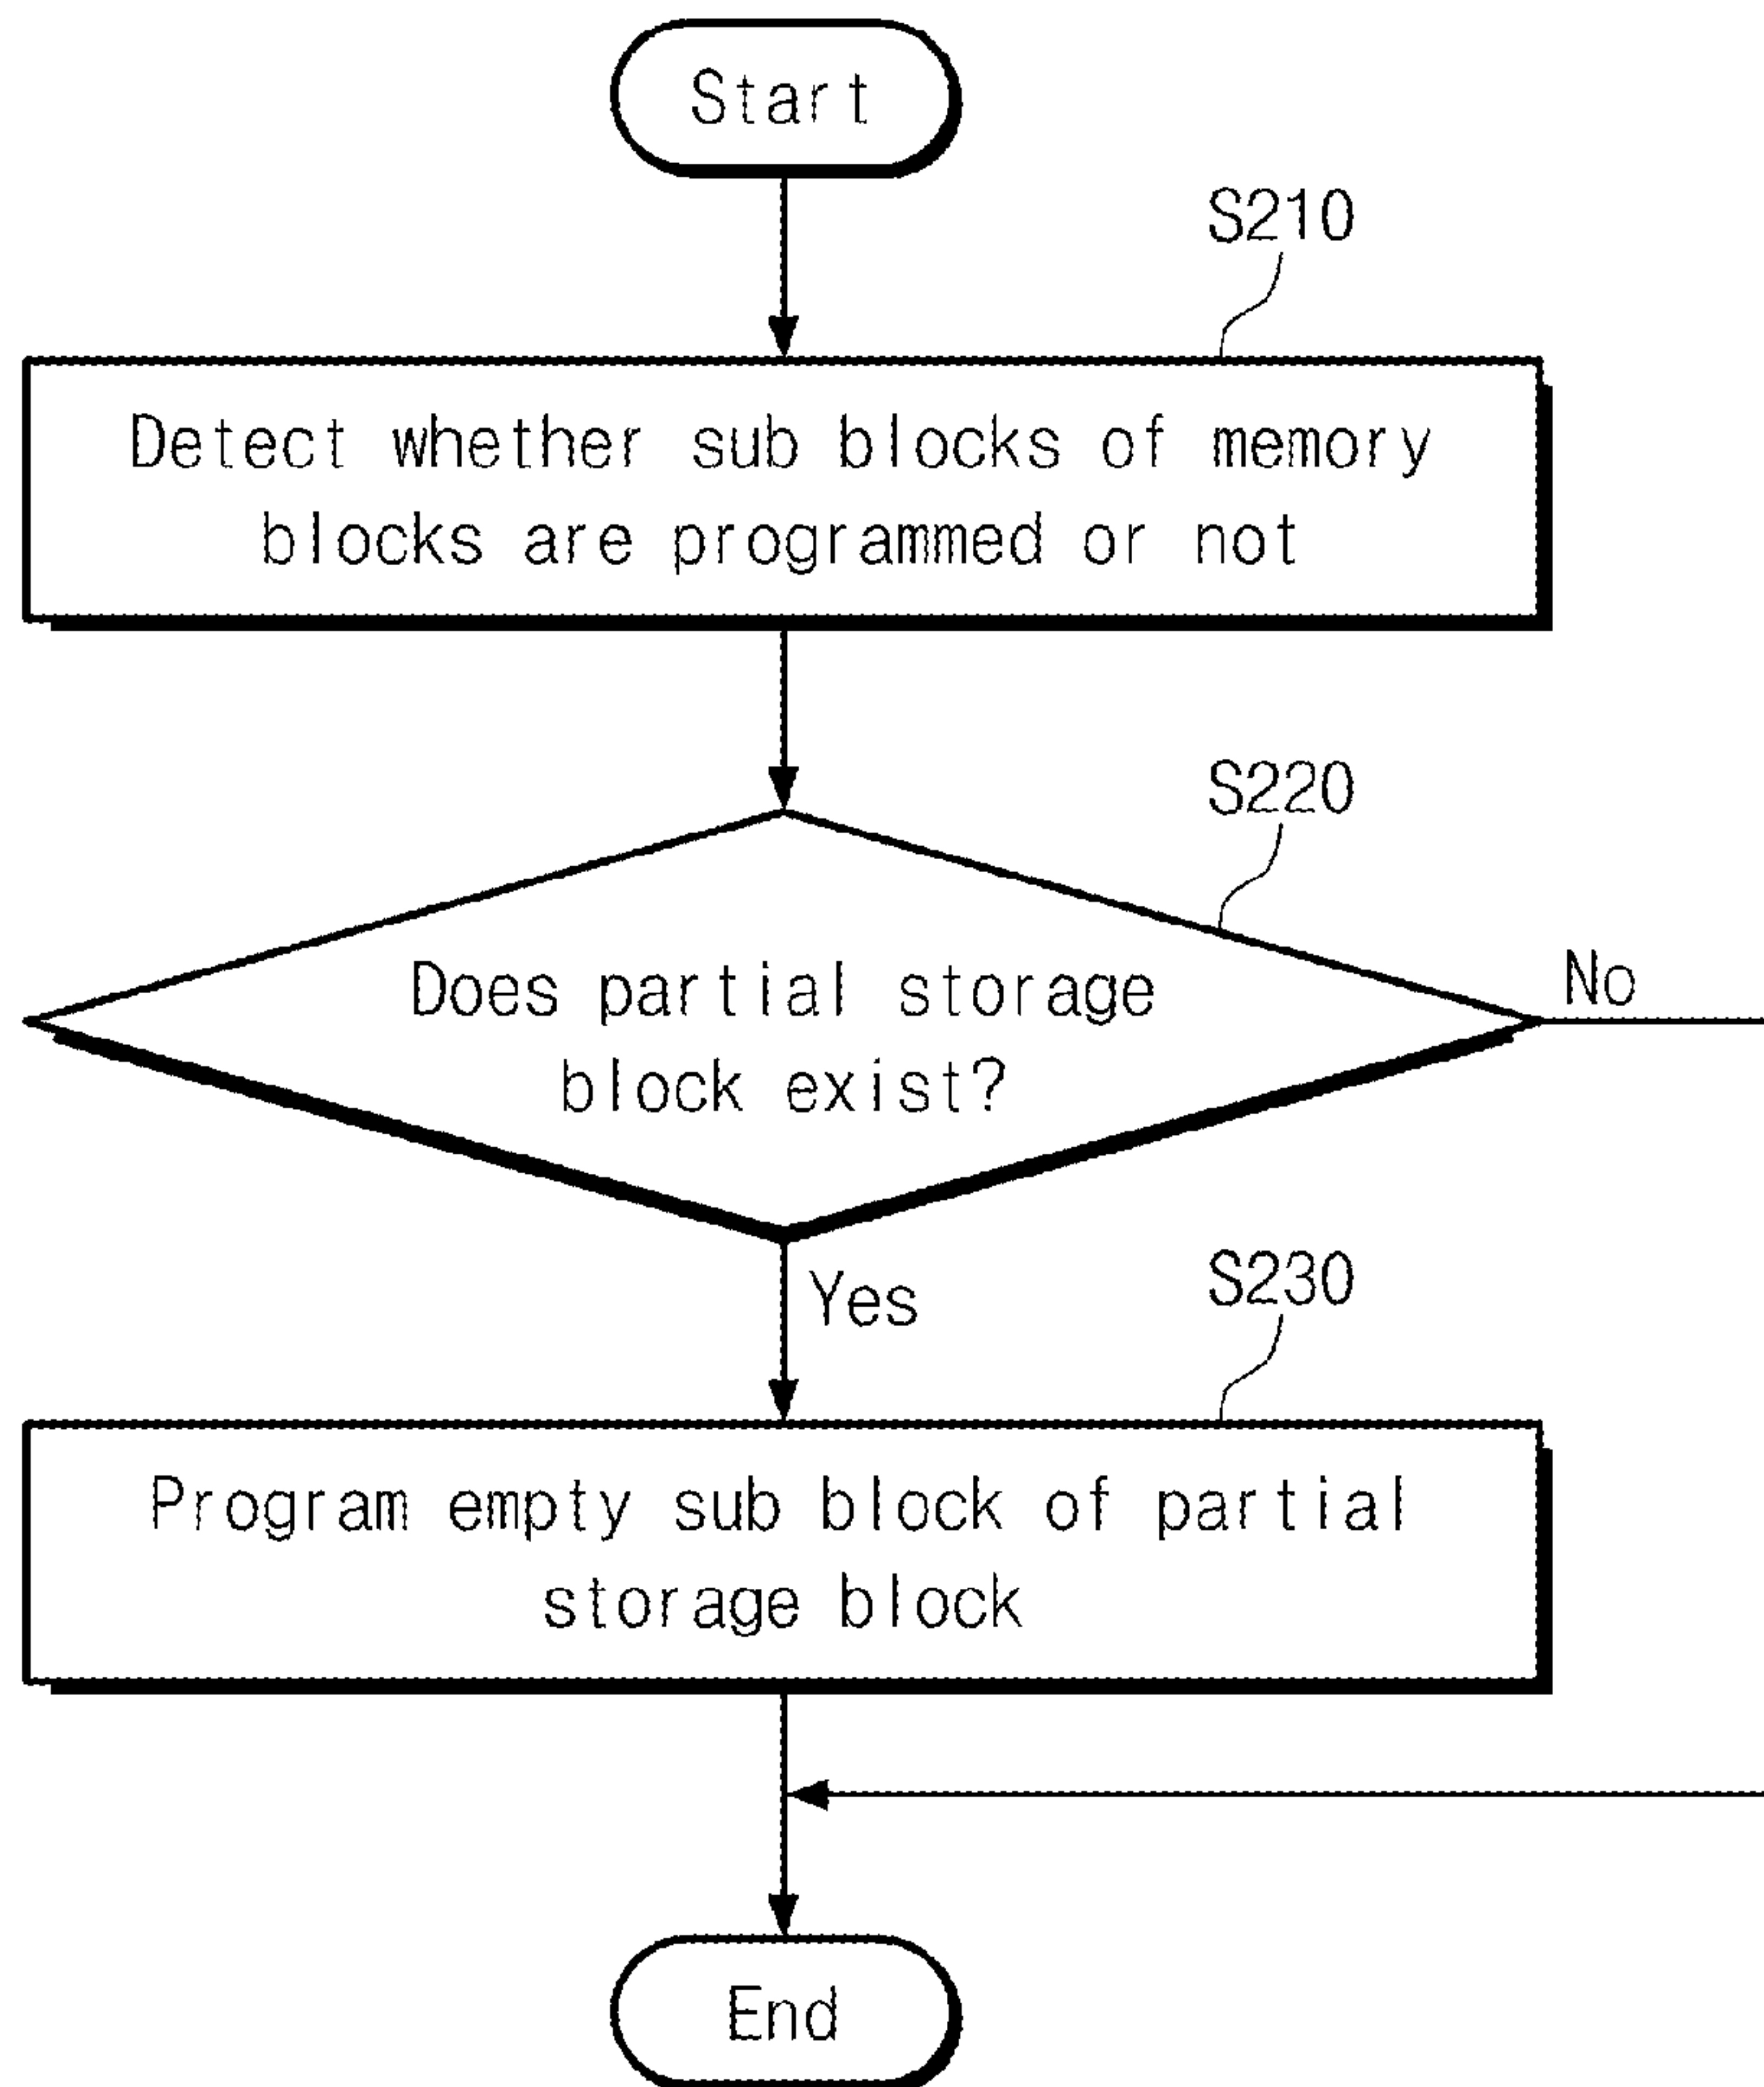 Start
S210
Detect whether sub blocks of memory
blocks are programmed or not
S220
Does partial storage
block exist?
No
Yes
S230
Program empty sub block of partial
storage block
End